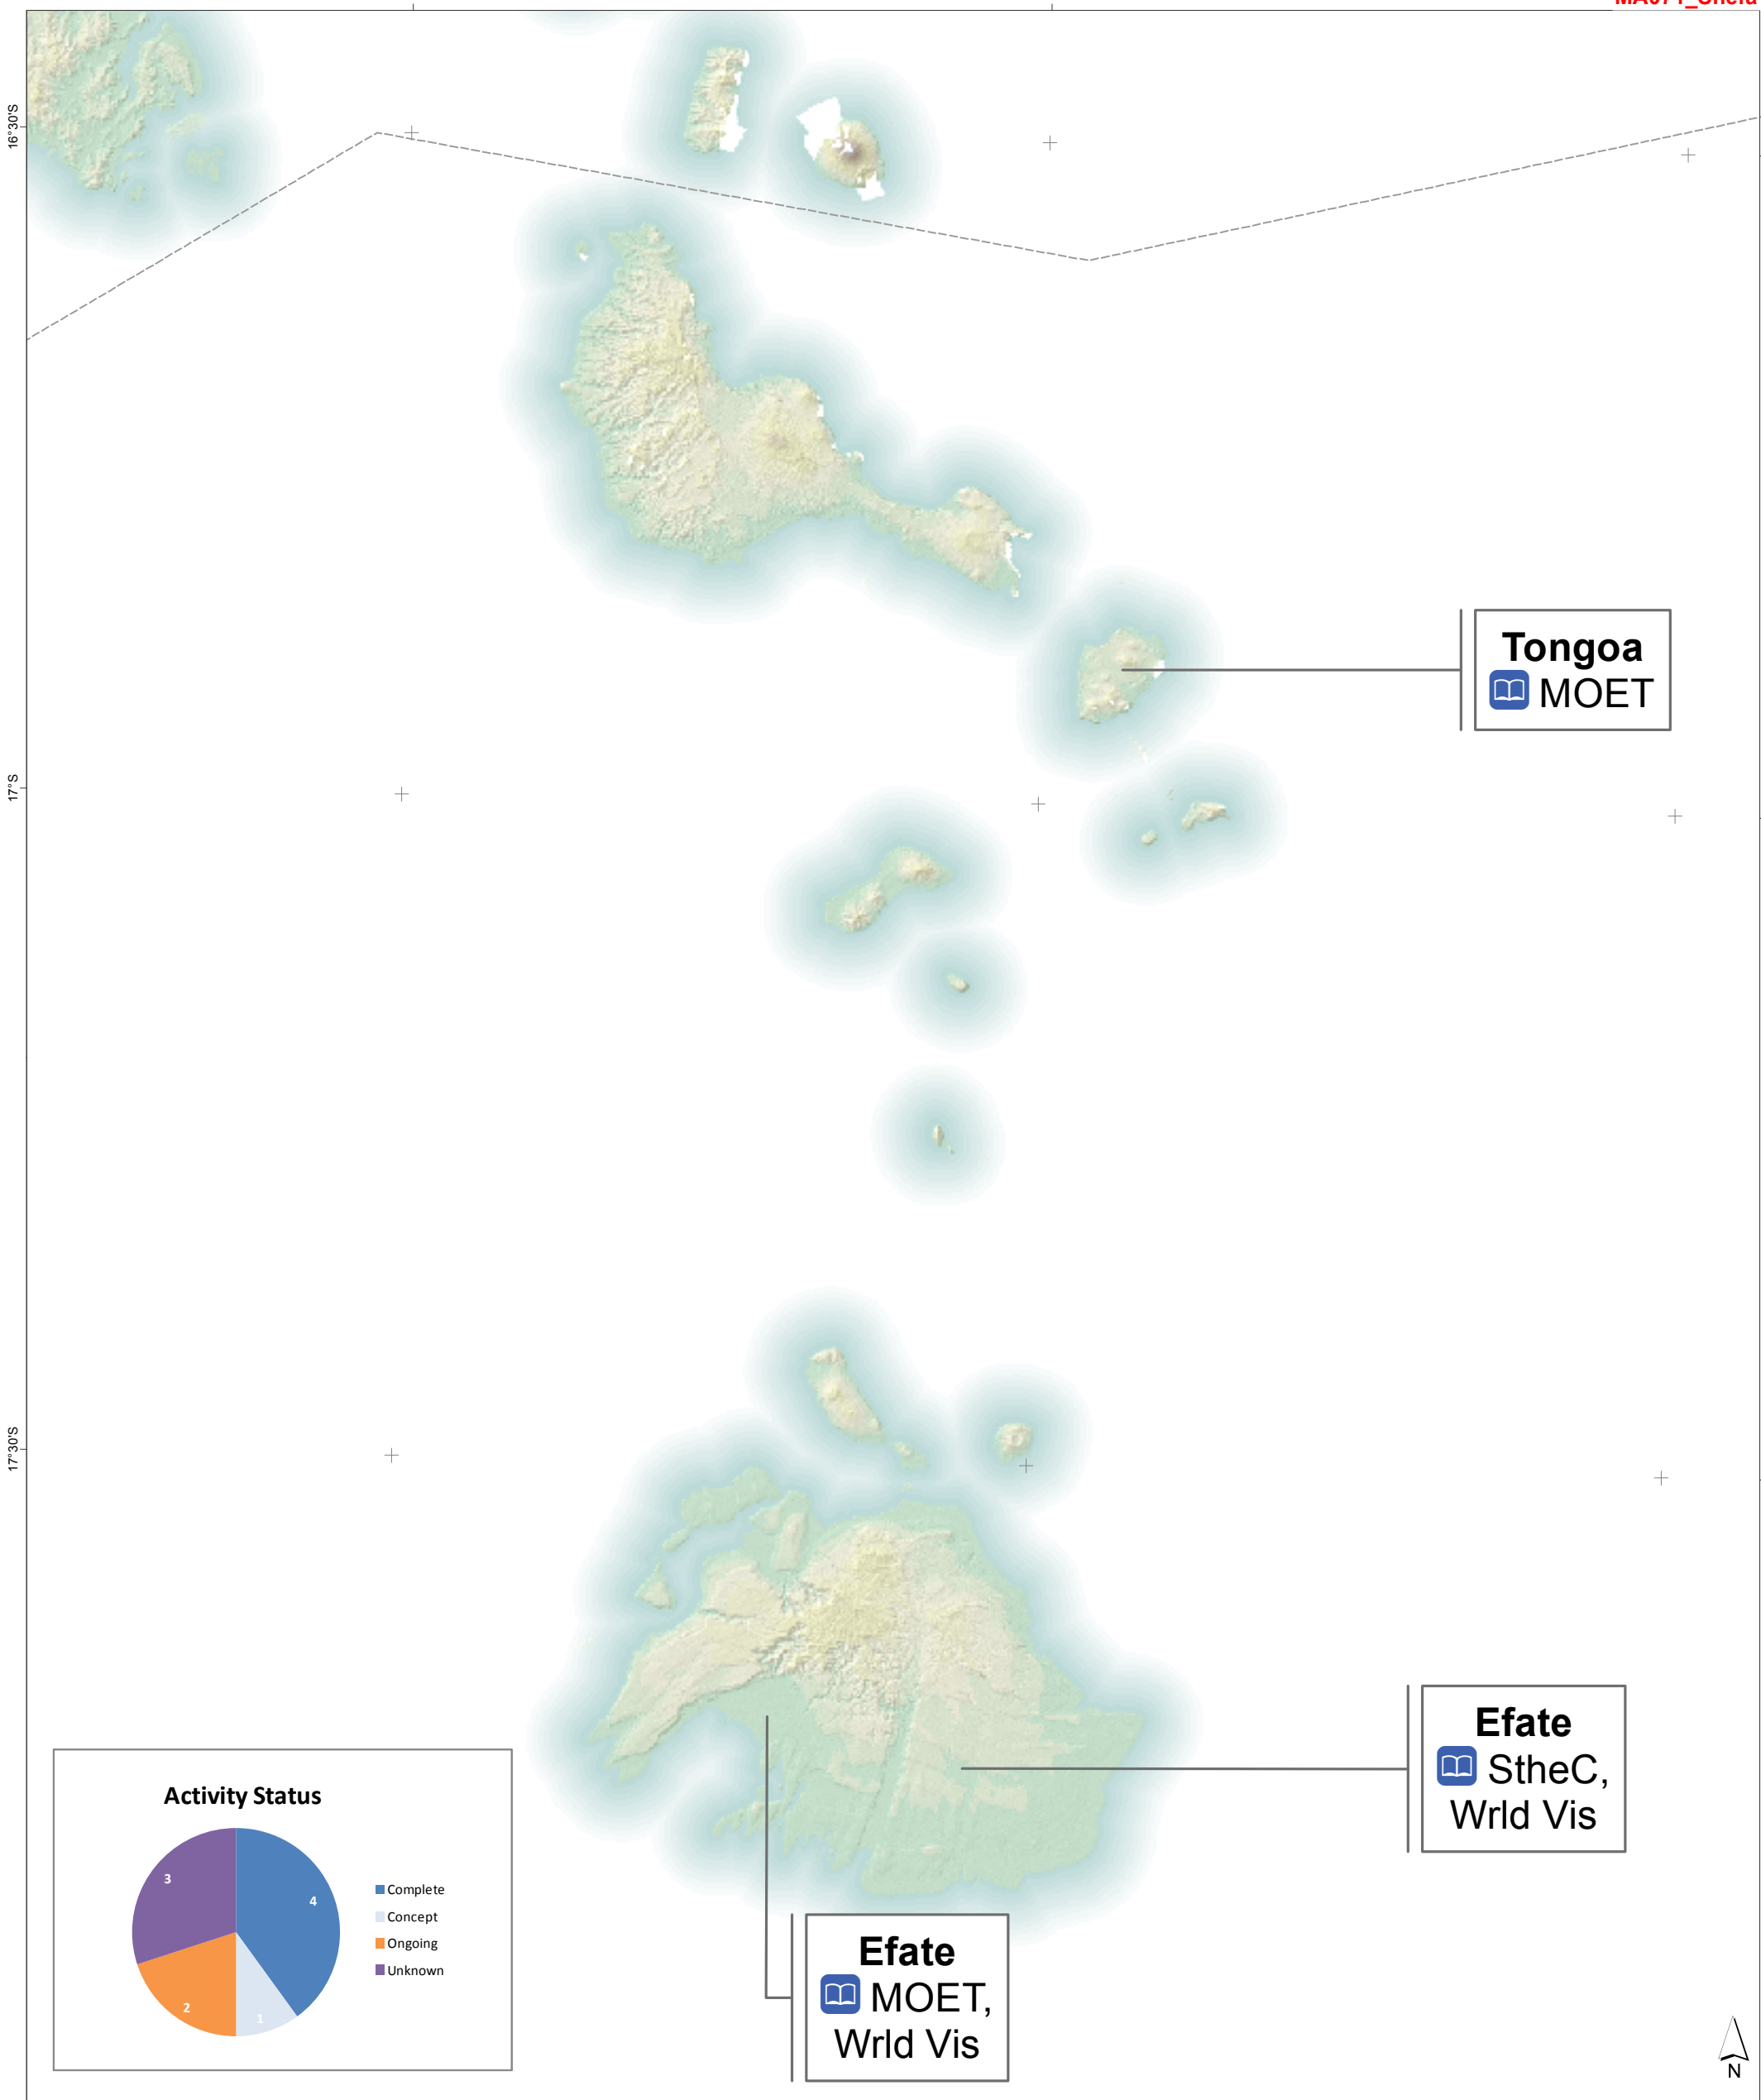 16°30'S
Tongoa
MOET
17°S
17°30'S
Efate
StheC,
Wrld Vis
Activity Status
3
4
2
1
Complete
Concept
Ongoing
Unknown
Efate
MOET,
Wrld Vis
N